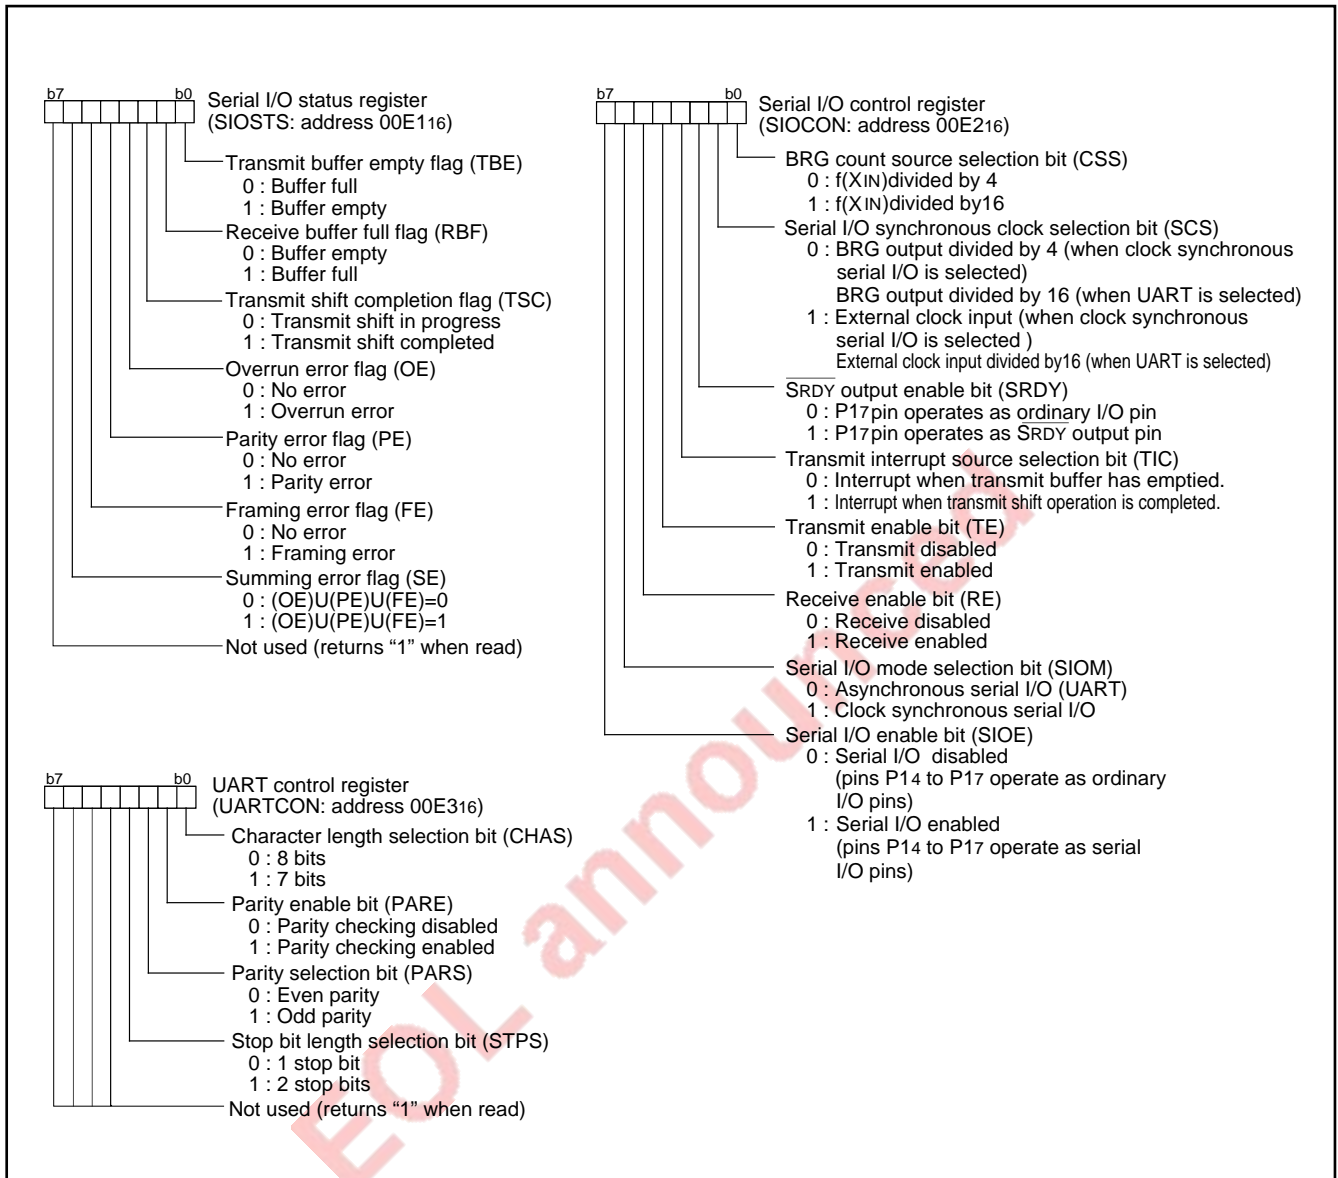 b7 b0 Serial I/O status register
(SIOSTS: address 00E116)
Transmit buffer empty flag (TBE)
0 : Buffer full
1 : Buffer empty
Receive buffer full flag (RBF)
0 : Buffer empty
1 : Buffer full
Transmit shift completion flag (TSC)
0 : Transmit shift in progress
1 : Transmit shift completed
Overrun error flag (OE)
0 : No error
1 : Overrun error
Parity error flag (PE)
0 : No error
1 : Parity error
Framing error flag (FE)
0 : No error
1 : Framing error
Summing error flag (SE)
0 : (OE)U(PE)U(FE)=0
1 : (OE)U(PE)U(FE)=1
Not used (returns “1” when read)
b7 b0 UART control register
(UARTCON: address 00E316)
Character length selection bit (CHAS)
0 : 8 bits
1 : 7 bits
Parity enable bit (PARE)
0 : Parity checking disabled
1 : Parity checking enabled
Parity selection bit (PARS)
0 : Even parity
1 : Odd parity
Stop bit length selection bit (STPS)
0 : 1 stop bit
1 : 2 stop bits
Not used (returns “1” when read)
b7 b0 Serial I/O control register
(SIOCON: address 00E216)
BRG count source selection bit (CSS)
0 : f(XIN)divided by 4
1 : f(XIN)divided by16
Serial I/O synchronous clock selection bit (SCS)
0 : BRG output divided by 4 (when clock synchronous
serial I/O is selected)
BRG output divided by 16 (when UART is selected)
1 : External clock input (when clock synchronous
serial I/O is selected )
External clock input divided by16 (when UART is selected)
SRDY output enable bit (SRDY)
0 : P17pin operates as ordinary I/O pin
1 : P17pin operates as SRDY output pin
Transmit interrupt source selection bit (TIC)
0 : Interrupt when transmit buffer has emptied.
1 : Interrupt when transmit shift operation is completed.
Transmit enable bit (TE)
0 : Transmit disabled
1 : Transmit enabled
Receive enable bit (RE)
0 : Receive disabled
1 : Receive enabled
Serial I/O mode selection bit (SIOM)
0 : Asynchronous serial I/O (UART)
1 : Clock synchronous serial I/O
Serial I/O enable bit (SIOE)
0 : Serial I/O disabled
(pins P14 to P17 operate as ordinary
I/O pins)
1 : Serial I/O enabled
(pins P14 to P17 operate as serial
I/O pins)
EOL announced